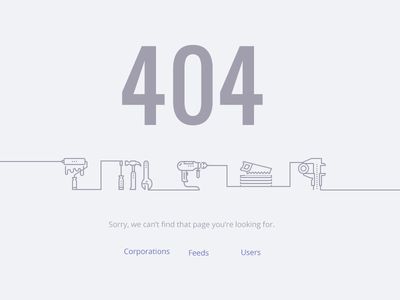 404
Sorry, we can't find that page you're looking for.
Corporations Feeds Users